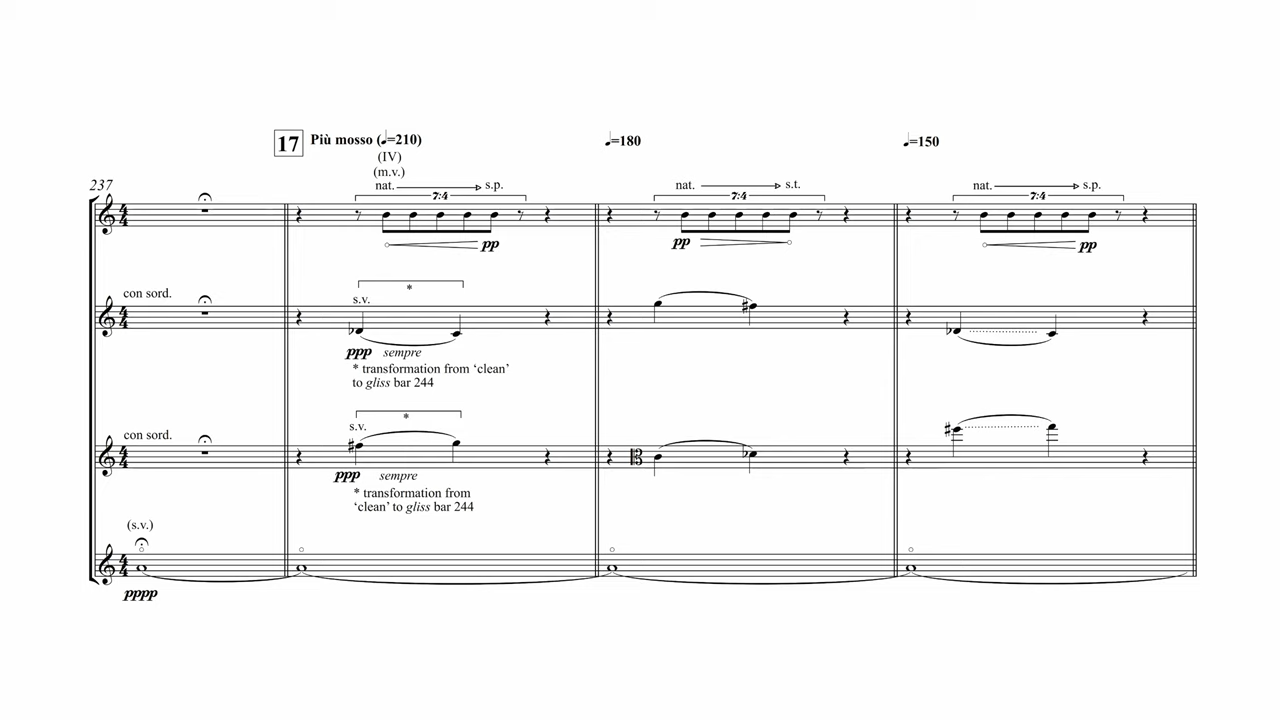 17 Più mosso (♩=210) ♩=180 ♩=150
(IV)
(m.v.)
237 nat. s.p. nat. s.t. nat. s.p.
7:4 7:4 7:4
pp pp pp
con sord. s.v. *
ppp sempre
* transformation from ‘clean’
to gliss bar 244
con sord. s.v. *
ppp sempre
* transformation from
‘clean’ to gliss bar 244
(s.v.)
pppp